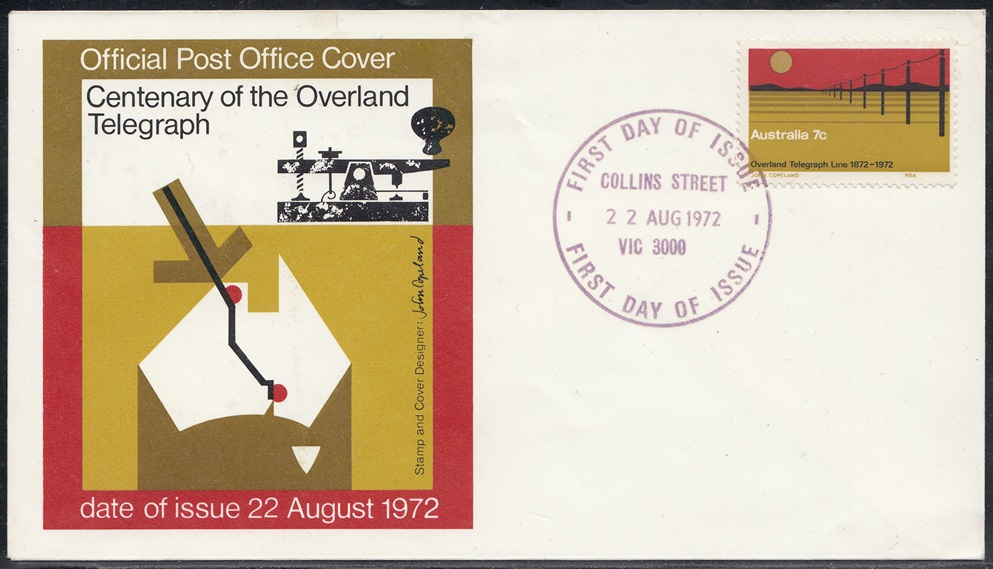 Official Post Office Cover
Centenary of the Overland
Telegraph
Stamp and Cover Designer: John Copeland
date of issue 22 August 1972
FIRST DAY OF ISSUE
COLLINS STREET
22 AUG 1972
VIC 3000
FIRST DAY OF ISSUE
Australia 7c
Overland Telegraph Line 1872-1972
JOHN COPELAND RBA